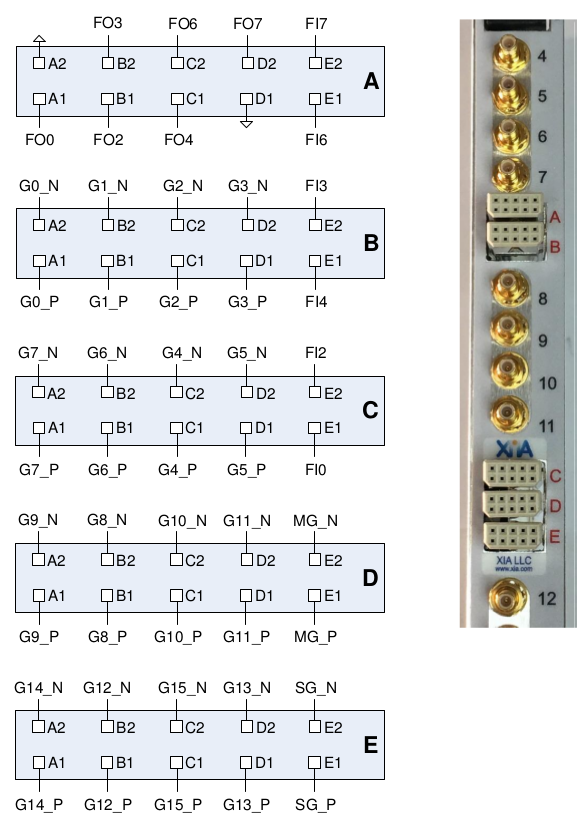 FO3 FO6 FO7 FI7
A2 B2 C2 D2 E2
A
A1 B1 C1 D1 E1
FO0 FO2 FO4 FI6
G0_N G1_N G2_N G3_N FI3
A2 B2 C2 D2 E2
B
A1 B1 C1 D1 E1
G0_P G1_P G2_P G3_P FI4
G7_N G6_N G4_N G5_N FI2
A2 B2 C2 D2 E2
C
A1 B1 C1 D1 E1
G7_P G6_P G4_P G5_P FI0
G9_N G8_N G10_N G11_N MG_N
A2 B2 C2 D2 E2
D
A1 B1 C1 D1 E1
G9_P G8_P G10_P G11_P MG_P
G14_N G12_N G15_N G13_N SG_N
A2 B2 C2 D2 E2
E
A1 B1 C1 D1 E1
G14_P G12_P G15_P G13_P SG_P
4
5
6
7
A
B
8
9
10
11
XIA
C
D
E
XIA LLC
www.xia.com
12